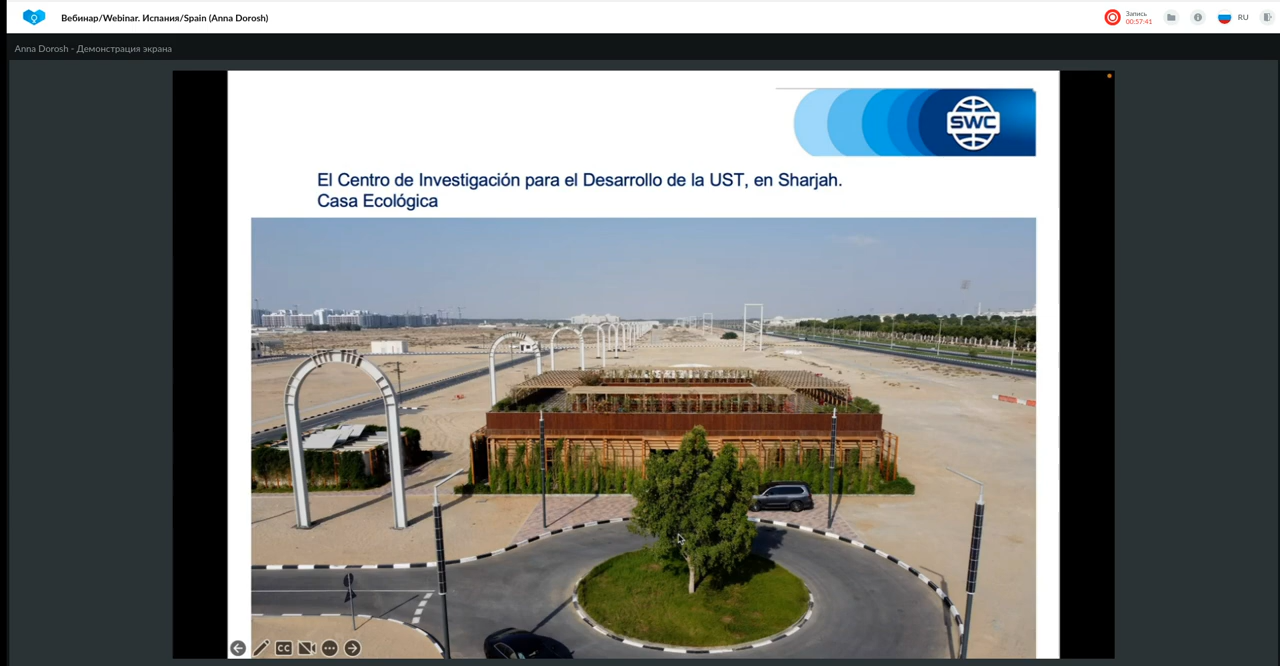 Вебинар/Webinar. Испания/Spain (Anna Dorosh)
Запись
00:57:41
RU
Anna Dorosh - Демонстрация экрана
SWC
El Centro de Investigación para el Desarrollo de la UST, en Sharjah.
Casa Ecológica
CC